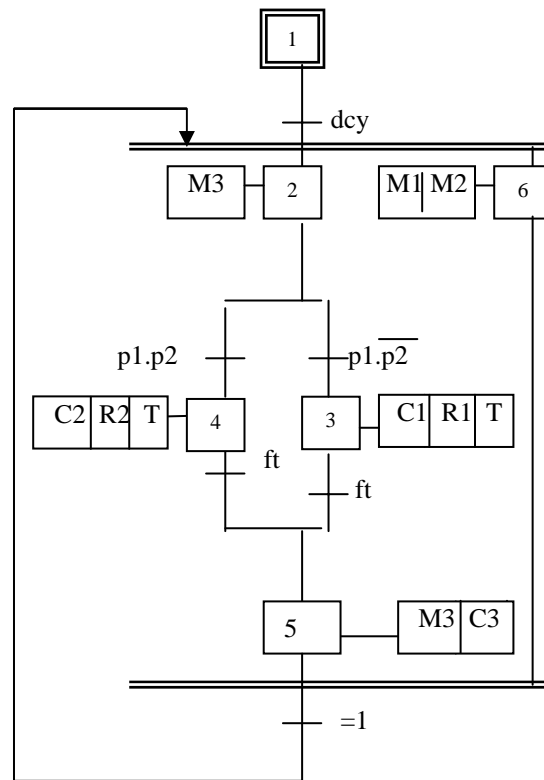 1
dcy
M3 2 M1 M2 6
p1.p2 p1.p̅2̅
C2 R2 T 4 3 C1 R1 T
ft
ft
5 M3 C3
=1